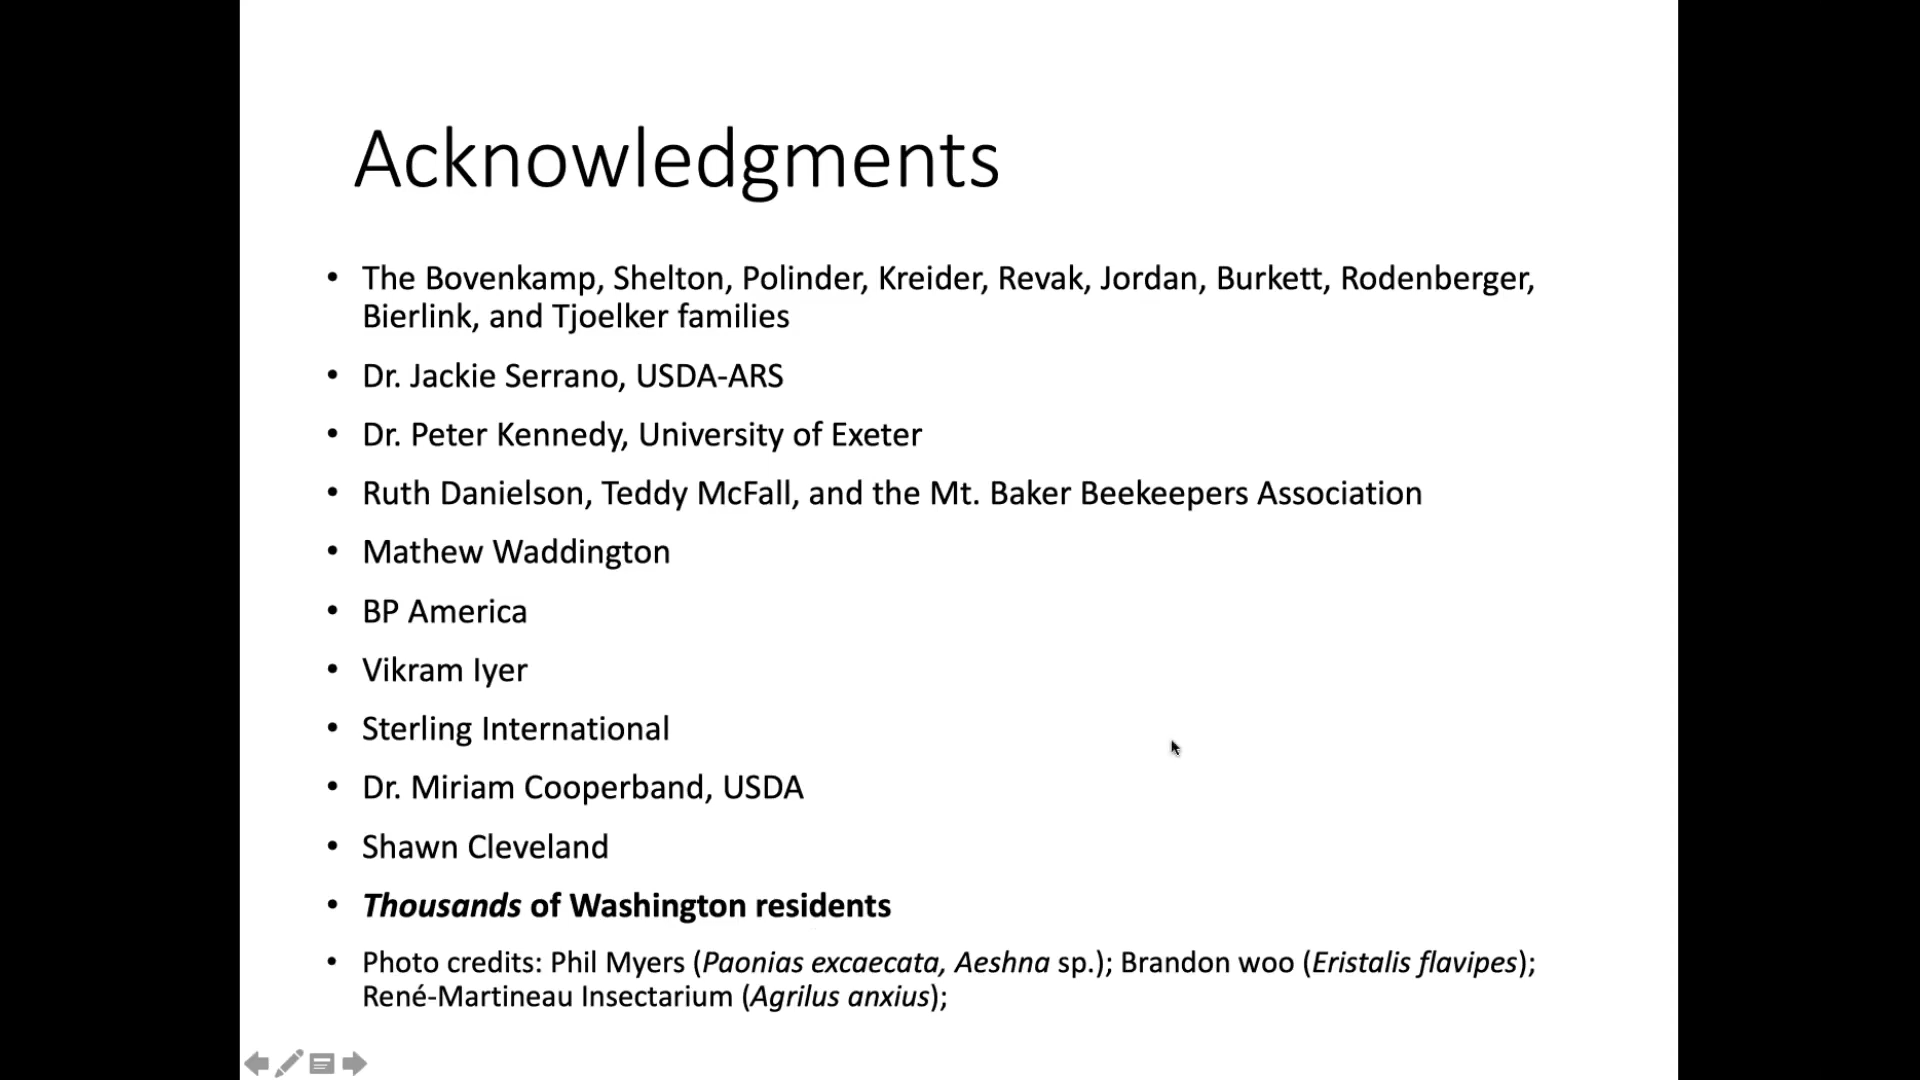 Acknowledgments
• The Bovenkamp, Shelton, Polinder, Kreider, Revak, Jordan, Burkett, Rodenberger,
Bierlink, and Tjoelker families
• Dr. Jackie Serrano, USDA-ARS
• Dr. Peter Kennedy, University of Exeter
• Ruth Danielson, Teddy McFall, and the Mt. Baker Beekeepers Association
• Mathew Waddington
• BP America
• Vikram Iyer
• Sterling International
• Dr. Miriam Cooperband, USDA
• Shawn Cleveland
• Thousands of Washington residents
• Photo credits: Phil Myers (Paonias excaecata, Aeshna sp.); Brandon woo (Eristalis flavipes);
René-Martineau Insectarium (Agrilus anxius);